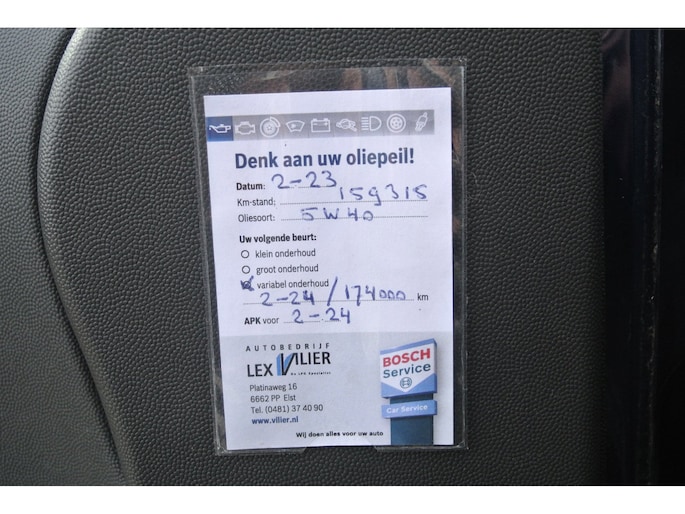 Denk aan uw oliepeil!
Datum: 2-23
Km-stand: 159315
Oliesoort: 5W40
Uw volgende beurt:
klein onderhoud
groot onderhoud
variabel onderhoud
2-24 / 174000 km
APK voor 2-24
AUTOBEDRIJF
LEX VILIER
Platinaweg 16
6662 PP Elst
Tel. (0481) 37 40 90
www.vilier.nl
BOSCH
Service
Car Service
Wij doen alles voor uw auto